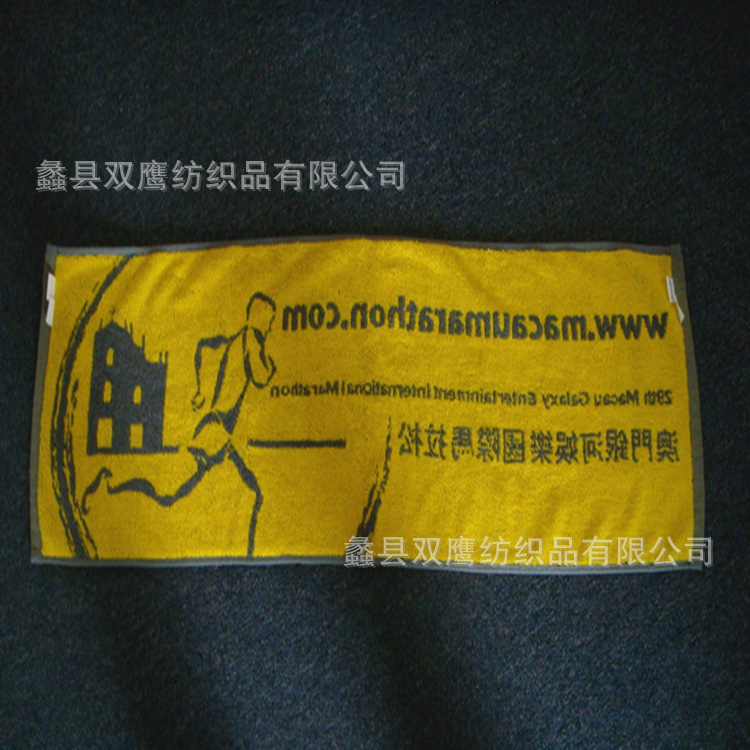 蠡县双鹰纺织品有限公司
www.macaumarathon.com
29th Macau Galaxy Entertainment International Marathon
澳門銀河娛樂國際馬拉松
蠡县双鹰纺织品有限公司